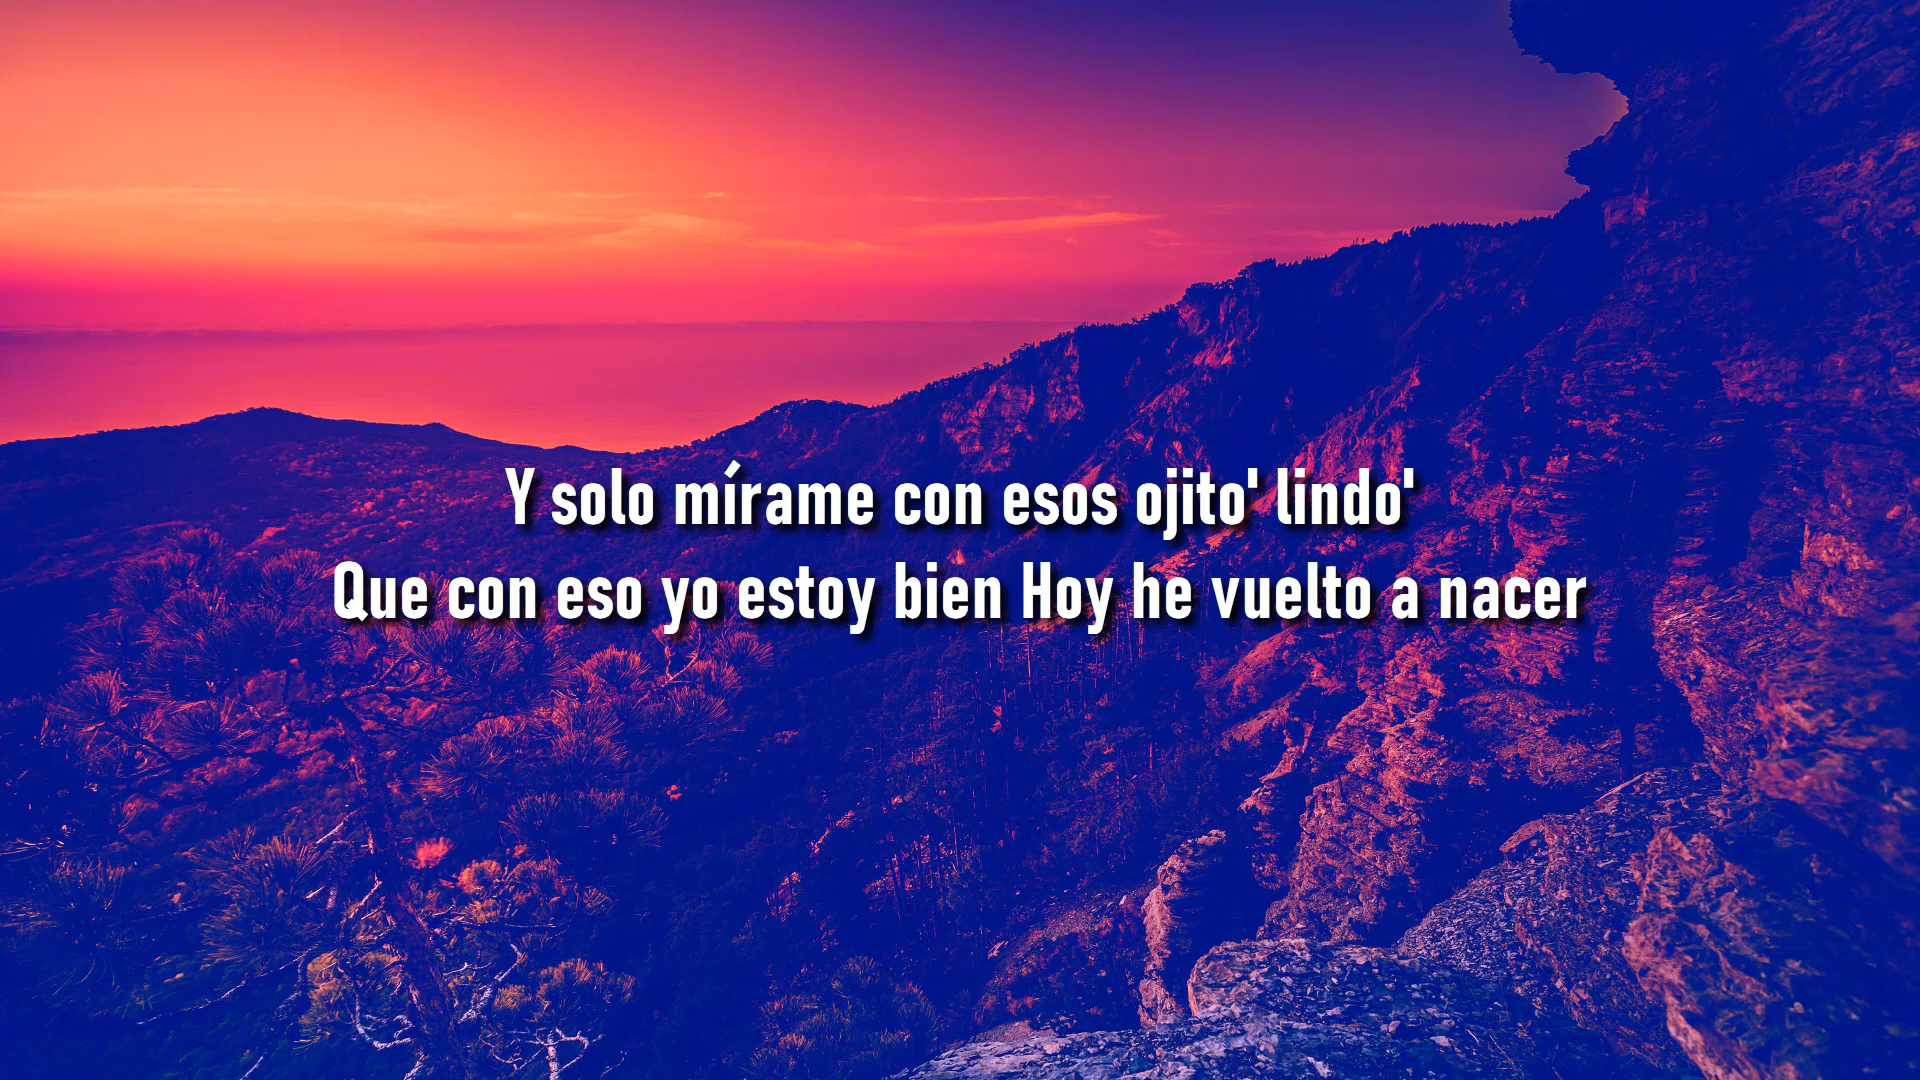 Y solo mírame con esos ojito' lindo'
Que con eso yo estoy bien Hoy he vuelto a nacer